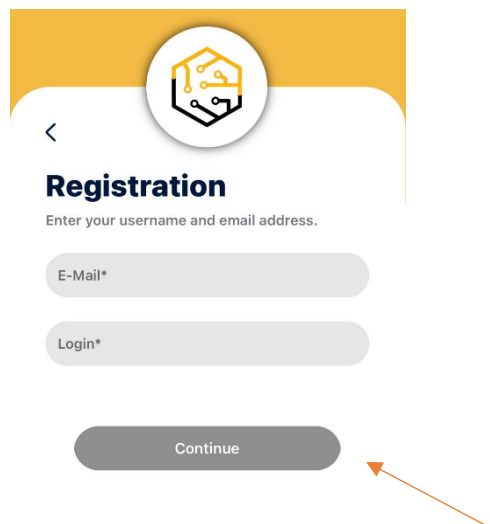 Registration
Enter your username and email address.
E-Mail*
Login*
Continue